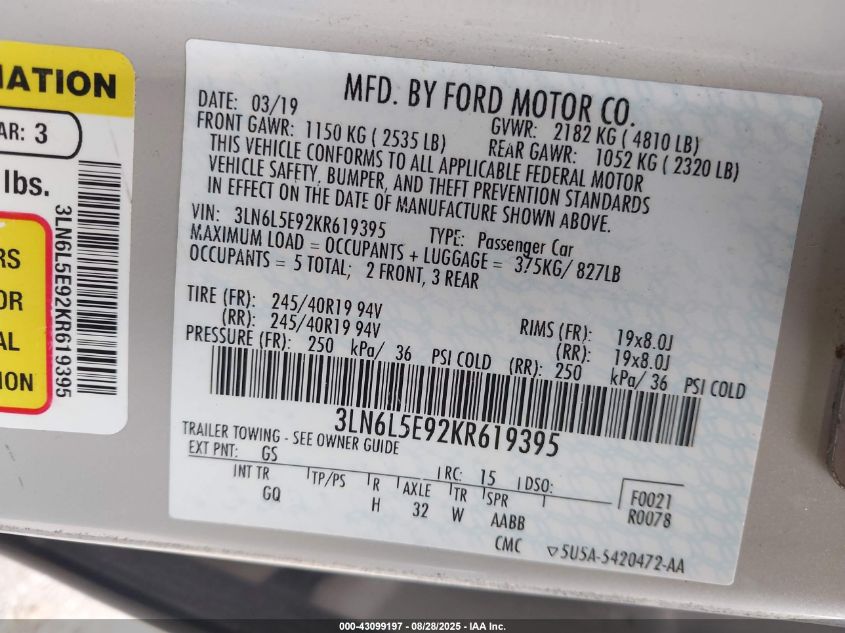 MATION
AR: 3
lbs.
RS
OR
AL
ION
3LN6L5E92KR619395
MFD. BY FORD MOTOR CO.
DATE: 03/19 GVWR: 2182 KG ( 4810 LB)
FRONT GAWR: 1150 KG ( 2535 LB) REAR GAWR: 1052 KG ( 2320 LB)
THIS VEHICLE CONFORMS TO ALL APPLICABLE FEDERAL MOTOR
VEHICLE SAFETY, BUMPER, AND THEFT PREVENTION STANDARDS
IN EFFECT ON THE DATE OF MANUFACTURE SHOWN ABOVE.
VIN: 3LN6L5E92KR619395 TYPE: Passenger Car
MAXIMUM LOAD = OCCUPANTS + LUGGAGE = 375KG/ 827LB
OCCUPANTS = 5 TOTAL; 2 FRONT, 3 REAR
TIRE (FR): 245/40R19 94V RIMS (FR): 19x8.0J
(RR): 245/40R19 94V (RR): 19x8.0J
PRESSURE (FR): 250 kPa/ 36 PSI COLD (RR): 250 kPa/ 36 PSI COLD
3LN6L5E92KR619395
TRAILER TOWING - SEE OWNER GUIDE
EXT PNT: GS RC: 15 DSO:
INT TR TP/PS R AXLE TR SPR F0021
GQ H 32 W AABB R0078
CMC ▽5U5A-5420472-AA
000-43099197 - 08/28/2025 - IAA Inc.